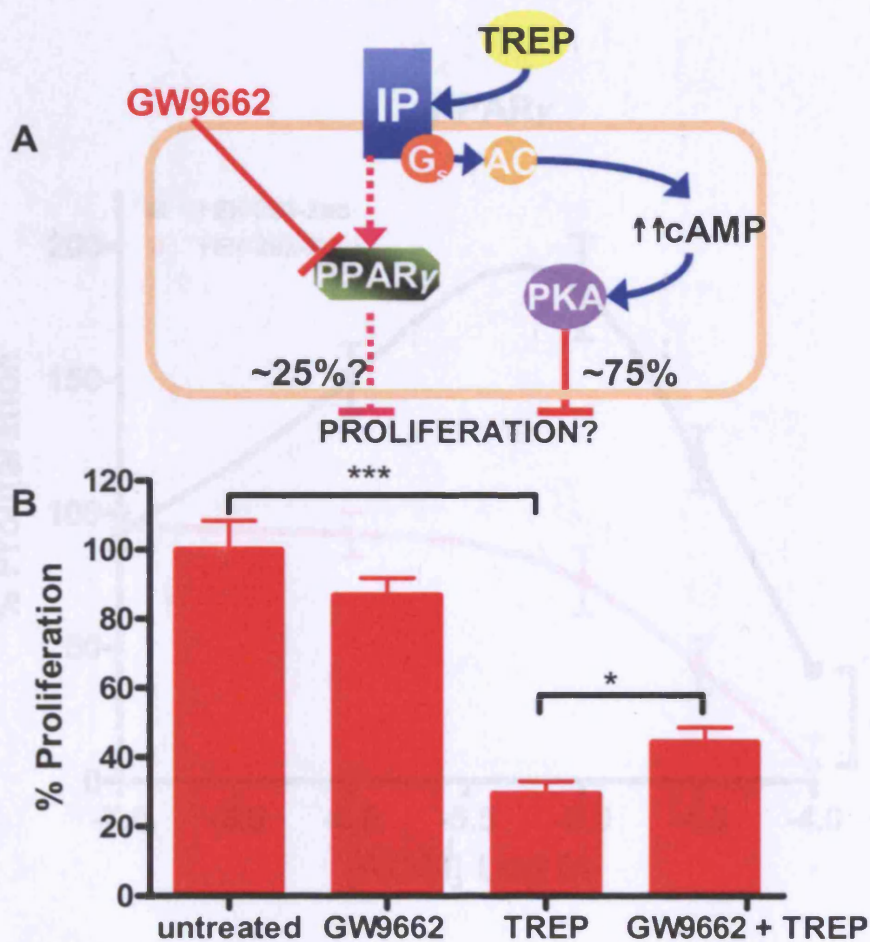 A
TREP
IP
GW9662
Gs
AC
↑↑cAMP
PPARγ
PKA
~25%?
~75%
PROLIFERATION?
B
***
*
% Proliferation
120
100
80
60
40
20
0
untreated
GW9662
TREP
GW9662 + TREP